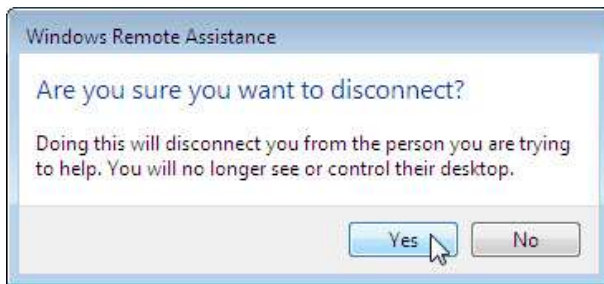 Windows Remote Assistance
Are you sure you want to disconnect?
Doing this will disconnect you from the person you are trying
to help. You will no longer see or control their desktop.
Yes No